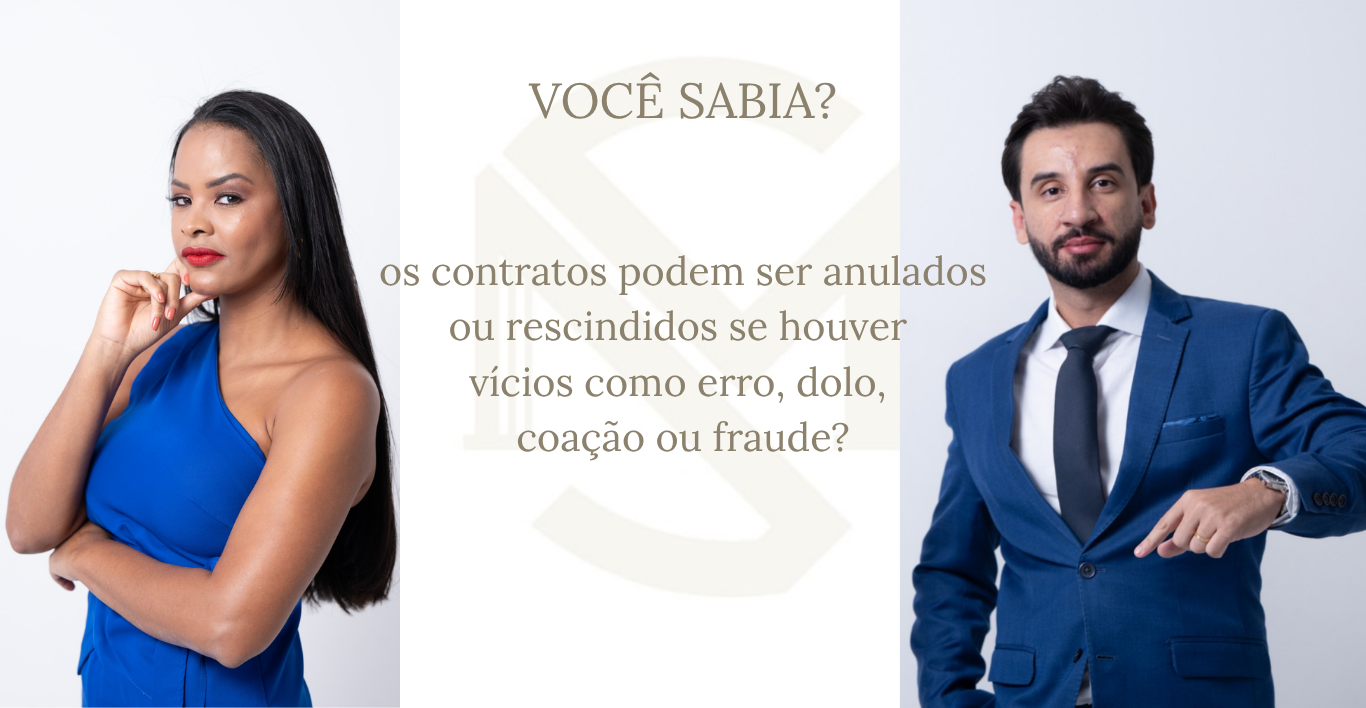 VOCÊ SABIA?
os contratos podem ser anulados
ou rescindidos se houver
vícios como erro, dolo,
coação ou fraude?